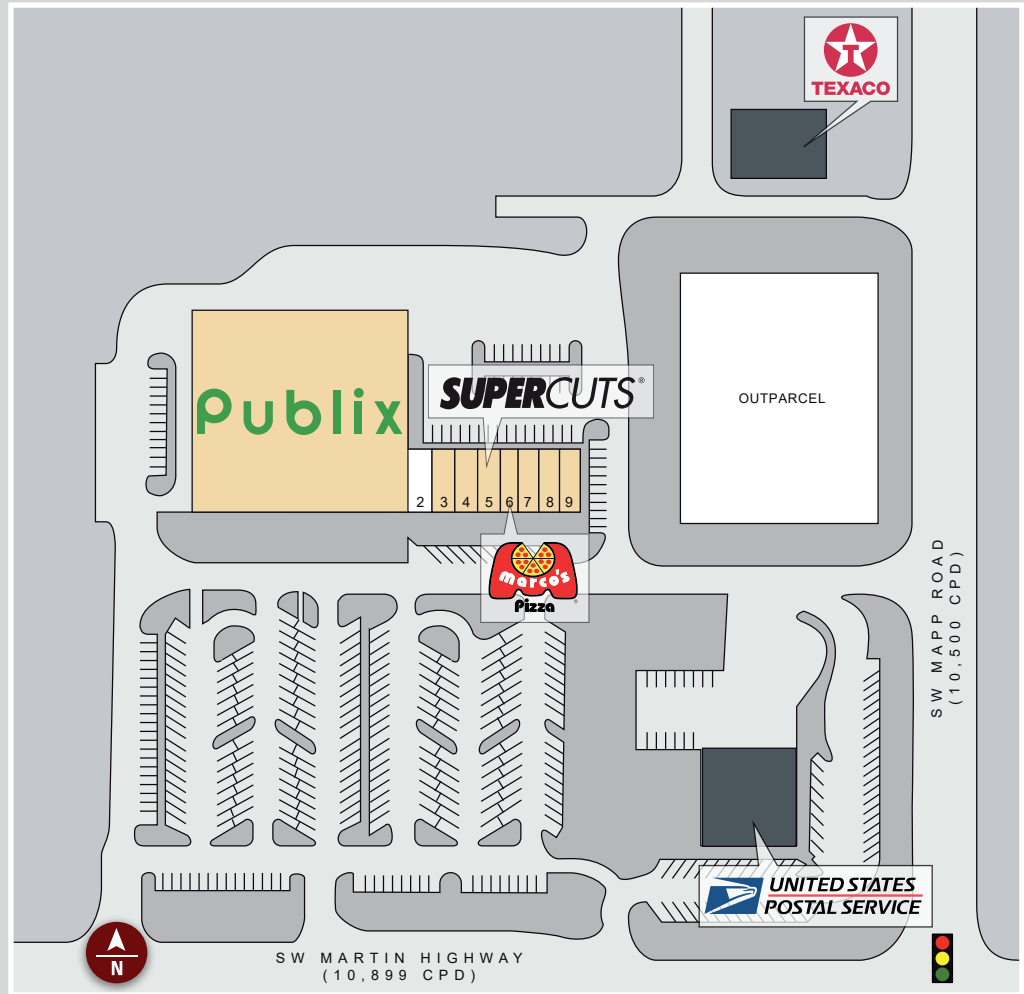 TEXACO
OUTPARCEL
Publix
SUPERCUTS®
2 3 4 5 6 7 8 9
marco's
Pizza
SW MAPP ROAD
(10,500 CPD)
UNITED STATES
POSTAL SERVICE
N
SW MARTIN HIGHWAY
(10,899 CPD)